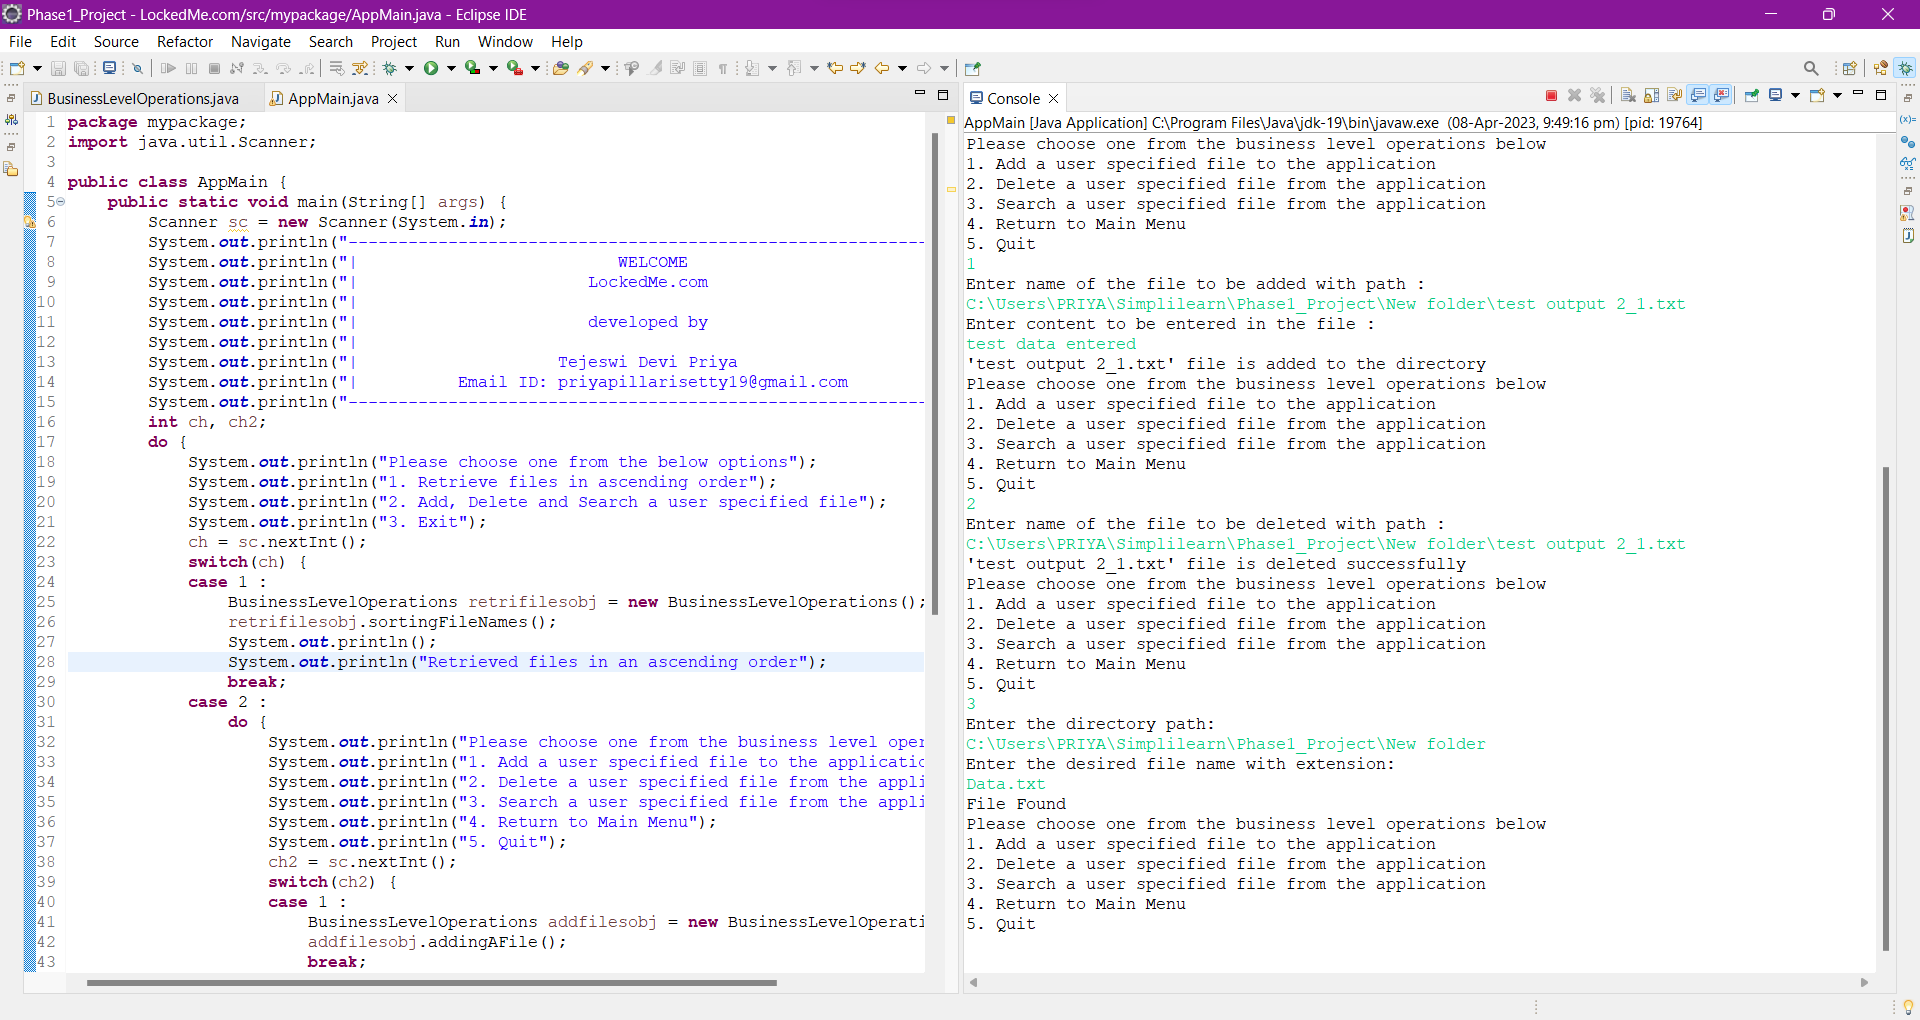 Phase1_Project - LockedMe.com/src/mypackage/AppMain.java - Eclipse IDE
File Edit Source Refactor Navigate Search Project Run Window Help
BusinessLevelOperations.java
AppMain.java
1 package mypackage;
2 import java.util.Scanner;
3
4 public class AppMain {
5 public static void main(String[] args) {
6 Scanner sc = new Scanner(System.in);
7 System.out.println("----------------------------------------------------------
8 System.out.println("| WELCOME
9 System.out.println("| LockedMe.com
10 System.out.println("|
11 System.out.println("| developed by
12 System.out.println("|
13 System.out.println("| Tejeswi Devi Priya
14 System.out.println("| Email ID: priyapillarisetty19@gmail.com
15 System.out.println("----------------------------------------------------------
16 int ch, ch2;
17 do {
18 System.out.println("Please choose one from the below options");
19 System.out.println("1. Retrieve files in ascending order");
20 System.out.println("2. Add, Delete and Search a user specified file");
21 System.out.println("3. Exit");
22 ch = sc.nextInt();
23 switch(ch) {
24 case 1 :
25 BusinessLevelOperations retrifilesobj = new BusinessLevelOperations();
26 retrifilesobj.sortingFileNames();
27 System.out.println();
28 System.out.println("Retrieved files in an ascending order");
29 break;
30 case 2 :
31 do {
32 System.out.println("Please choose one from the business level oper
33 System.out.println("1. Add a user specified file to the applicatic
34 System.out.println("2. Delete a user specified file from the appli
35 System.out.println("3. Search a user specified file from the appli
36 System.out.println("4. Return to Main Menu");
37 System.out.println("5. Quit");
38 ch2 = sc.nextInt();
39 switch(ch2) {
40 case 1 :
41 BusinessLevelOperations addfilesobj = new BusinessLevelOperati
42 addfilesobj.addingAFile();
43 break;
Console
AppMain [Java Application] C:\Program Files\Java\jdk-19\bin\javaw.exe (08-Apr-2023, 9:49:16 pm) [pid: 19764]
Please choose one from the business level operations below
1. Add a user specified file to the application
2. Delete a user specified file from the application
3. Search a user specified file from the application
4. Return to Main Menu
5. Quit
1
Enter name of the file to be added with path :
C:\Users\PRIYA\Simplilearn\Phase1_Project\New folder\test output 2_1.txt
Enter content to be entered in the file :
test data entered
'test output 2_1.txt' file is added to the directory
Please choose one from the business level operations below
1. Add a user specified file to the application
2. Delete a user specified file from the application
3. Search a user specified file from the application
4. Return to Main Menu
5. Quit
2
Enter name of the file to be deleted with path :
C:\Users\PRIYA\Simplilearn\Phase1_Project\New folder\test output 2_1.txt
'test output 2_1.txt' file is deleted successfully
Please choose one from the business level operations below
1. Add a user specified file to the application
2. Delete a user specified file from the application
3. Search a user specified file from the application
4. Return to Main Menu
5. Quit
3
Enter the directory path:
C:\Users\PRIYA\Simplilearn\Phase1_Project\New folder
Enter the desired file name with extension:
Data.txt
File Found
Please choose one from the business level operations below
1. Add a user specified file to the application
2. Delete a user specified file from the application
3. Search a user specified file from the application
4. Return to Main Menu
5. Quit